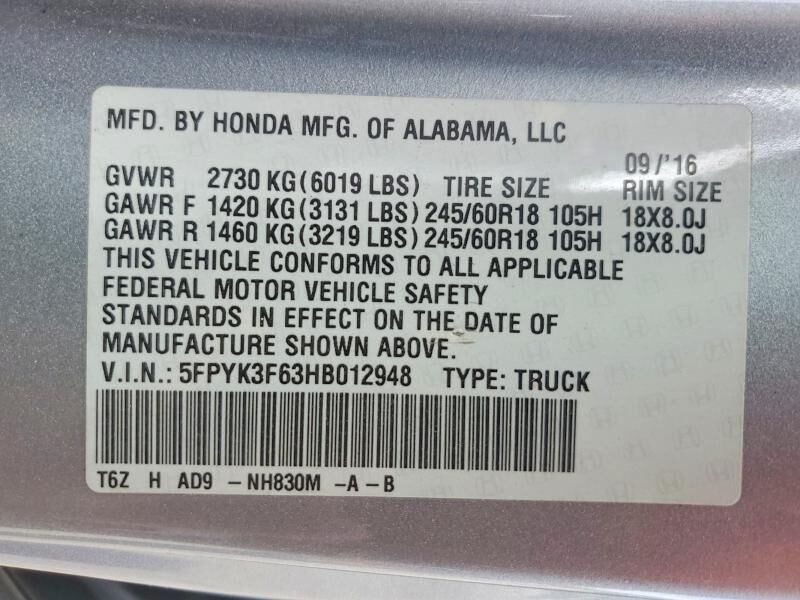 MFD. BY HONDA MFG. OF ALABAMA, LLC
09/'16
GVWR 2730 KG(6019 LBS) TIRE SIZE RIM SIZE
GAWR F 1420 KG(3131 LBS) 245/60R18 105H 18X8.0J
GAWR R 1460 KG(3219 LBS) 245/60R18 105H 18X8.0J
THIS VEHICLE CONFORMS TO ALL APPLICABLE
FEDERAL MOTOR VEHICLE SAFETY
STANDARDS IN EFFECT ON THE DATE OF
MANUFACTURE SHOWN ABOVE.
V.I.N.: 5FPYK3F63HB012948 TYPE: TRUCK
T6Z H AD9 -NH830M -A -B